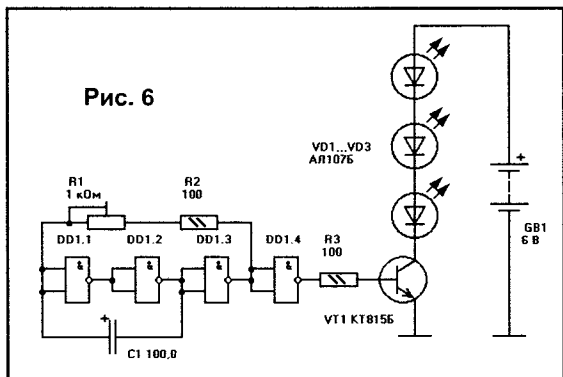 Рис. 6
VD1...VD3
АЛ107Б
R1
1 кОм
R2
100
DD1.1
DD1.2
DD1.3
DD1.4
&
&
&
&
R3
100
+
GB1
6 В
VT1 КТ815Б
+
C1 100,0